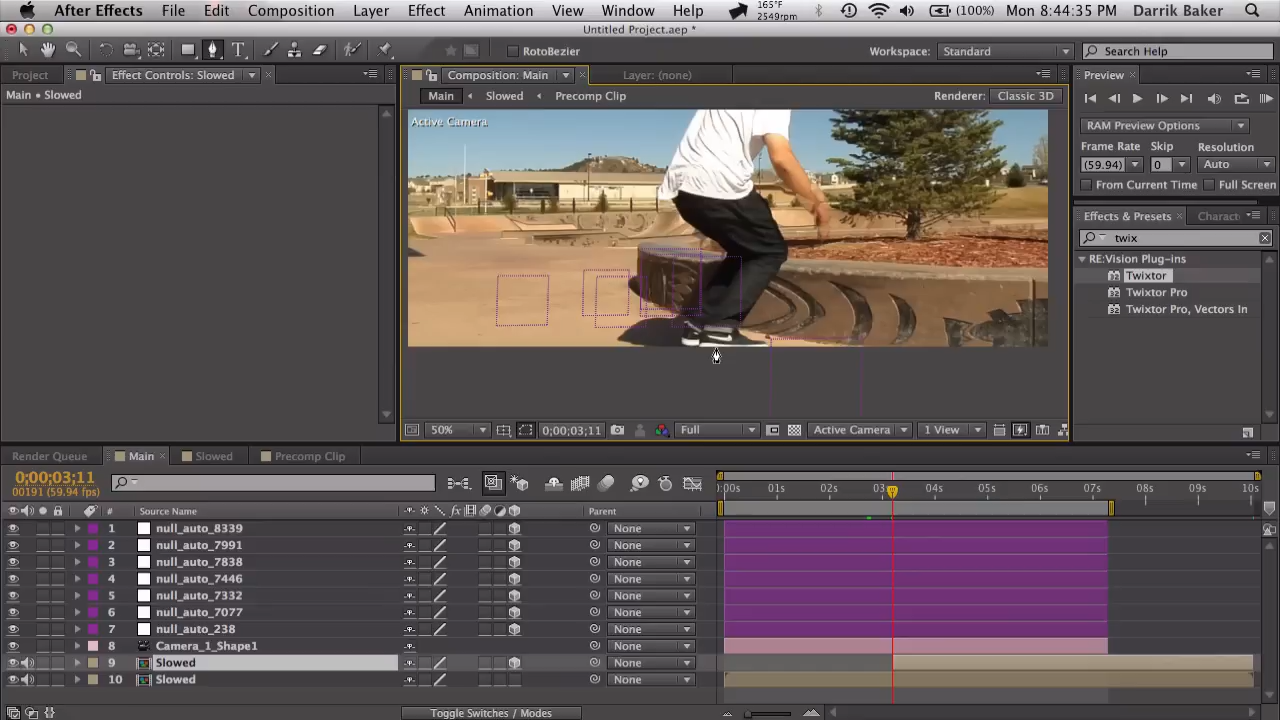 After Effects File Edit Composition Layer Effect Animation View Window Help 165°F 2549rpm (100%) Mon 8:44:35 PM Darrik Baker
Untitled Project.aep *
T RotoBezier Workspace: Standard Search Help
Project Effect Controls: Slowed Composition: Main Layer: (none) Preview
Main • Slowed
Main Slowed Precomp Clip Renderer: Classic 3D
Active Camera
RAM Preview Options
Frame Rate Skip Resolution
(59.94) 0 Auto
From Current Time Full Screen
Effects & Presets Charact
twix
RE:Vision Plug-ins
Twixtor
Twixtor Pro
Twixtor Pro, Vectors In
50% 0;00;03;11 Full Active Camera 1 View
Render Queue Main Slowed Precomp Clip
0;00;03;11
00191 (59.94 fps)
:00s 01s 02s 03s 04s 05s 06s 07s 08s 09s 10s
# Source Name fx Parent
1 null_auto_8339 None
2 null_auto_7991 None
3 null_auto_7838 None
4 null_auto_7446 None
5 null_auto_7332 None
6 null_auto_7077 None
7 null_auto_238 None
8 Camera_1_Shape1 None
9 Slowed None
10 Slowed None
Toggle Switches / Modes